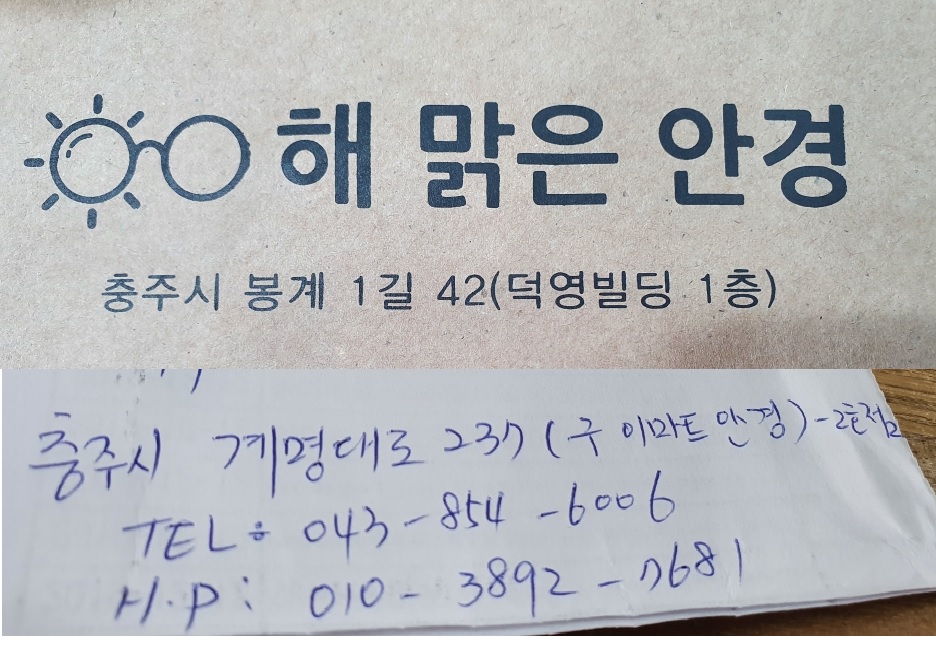 해 맑은 안경
충주시 봉계 1길 42(덕영빌딩 1층)
충주시 계명대로 237 (구 이마트 안경)-2호점
TEL: 043-854-6006
H.P: 010-3892-7681